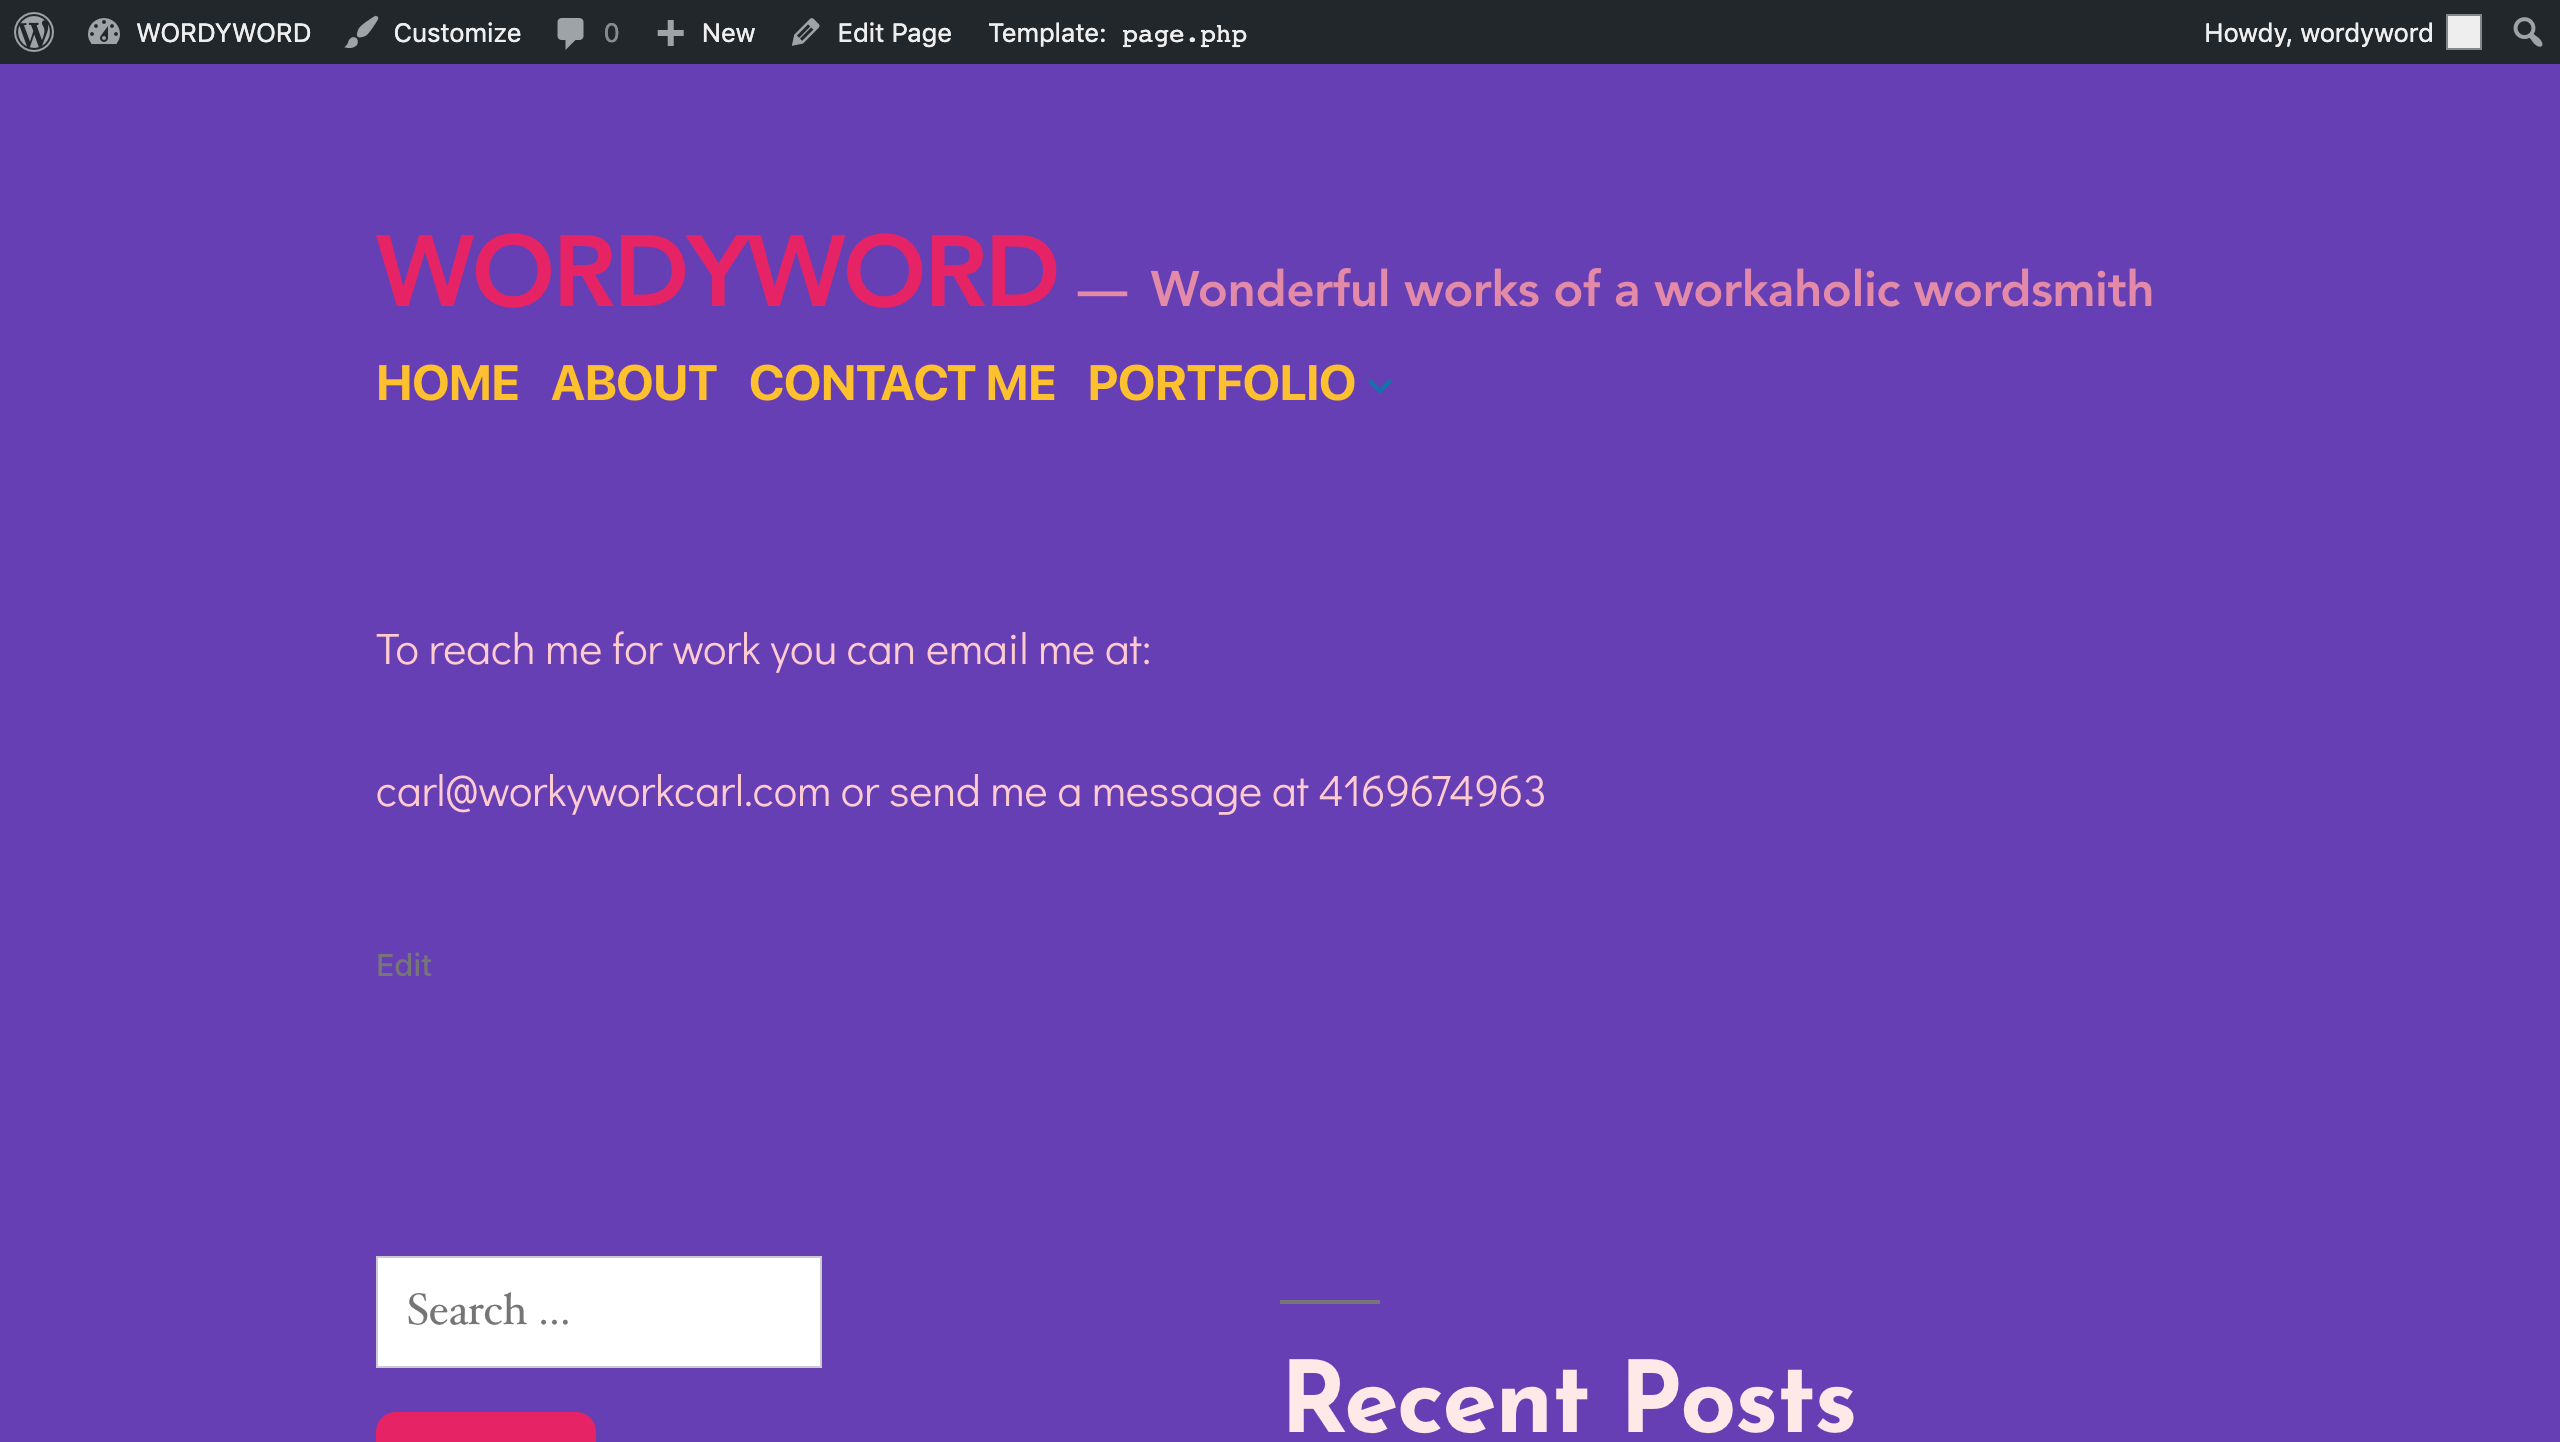 WORDYWORD Customize 0 New Edit Page Template: page.php Howdy, wordyword
WORDYWORD — Wonderful works of a workaholic wordsmith
HOME ABOUT CONTACT ME PORTFOLIO
To reach me for work you can email me at:
carl@workyworkcarl.com or send me a message at 4169674963
Edit
Search ...
Recent Posts